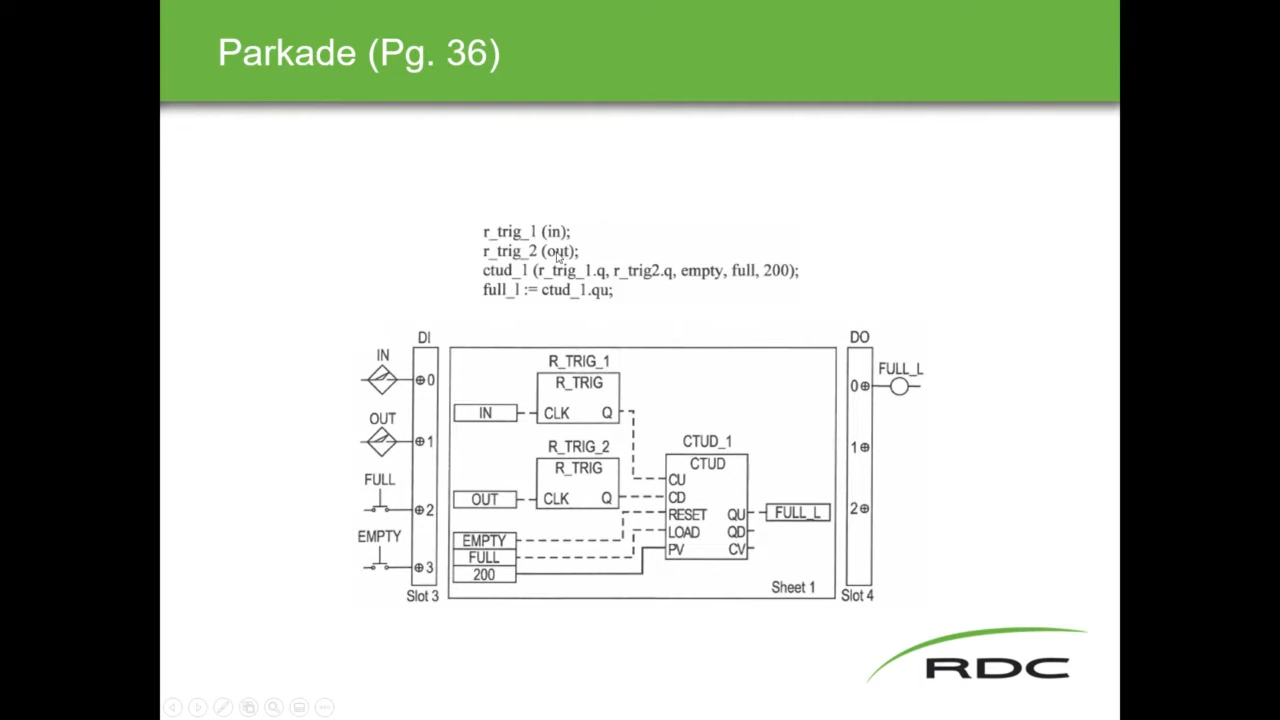 Parkade (Pg. 36)
r_trig_1 (in);
r_trig_2 (out);
ctud_1 (r_trig_1.q, r_trig2.q, empty, full, 200);
full_l := ctud_1.qu;
DI
DO
IN
0
OUT
1
FULL
2
EMPTY
3
Slot 3
R_TRIG_1
R_TRIG
IN
CLK Q
R_TRIG_2
R_TRIG
OUT
CLK Q
EMPTY
FULL
200
CTUD_1
CTUD
CU
CD
RESET QU
LOAD QD
PV CV
FULL_L
Sheet 1
FULL_L
0
1
2
Slot 4
RDC